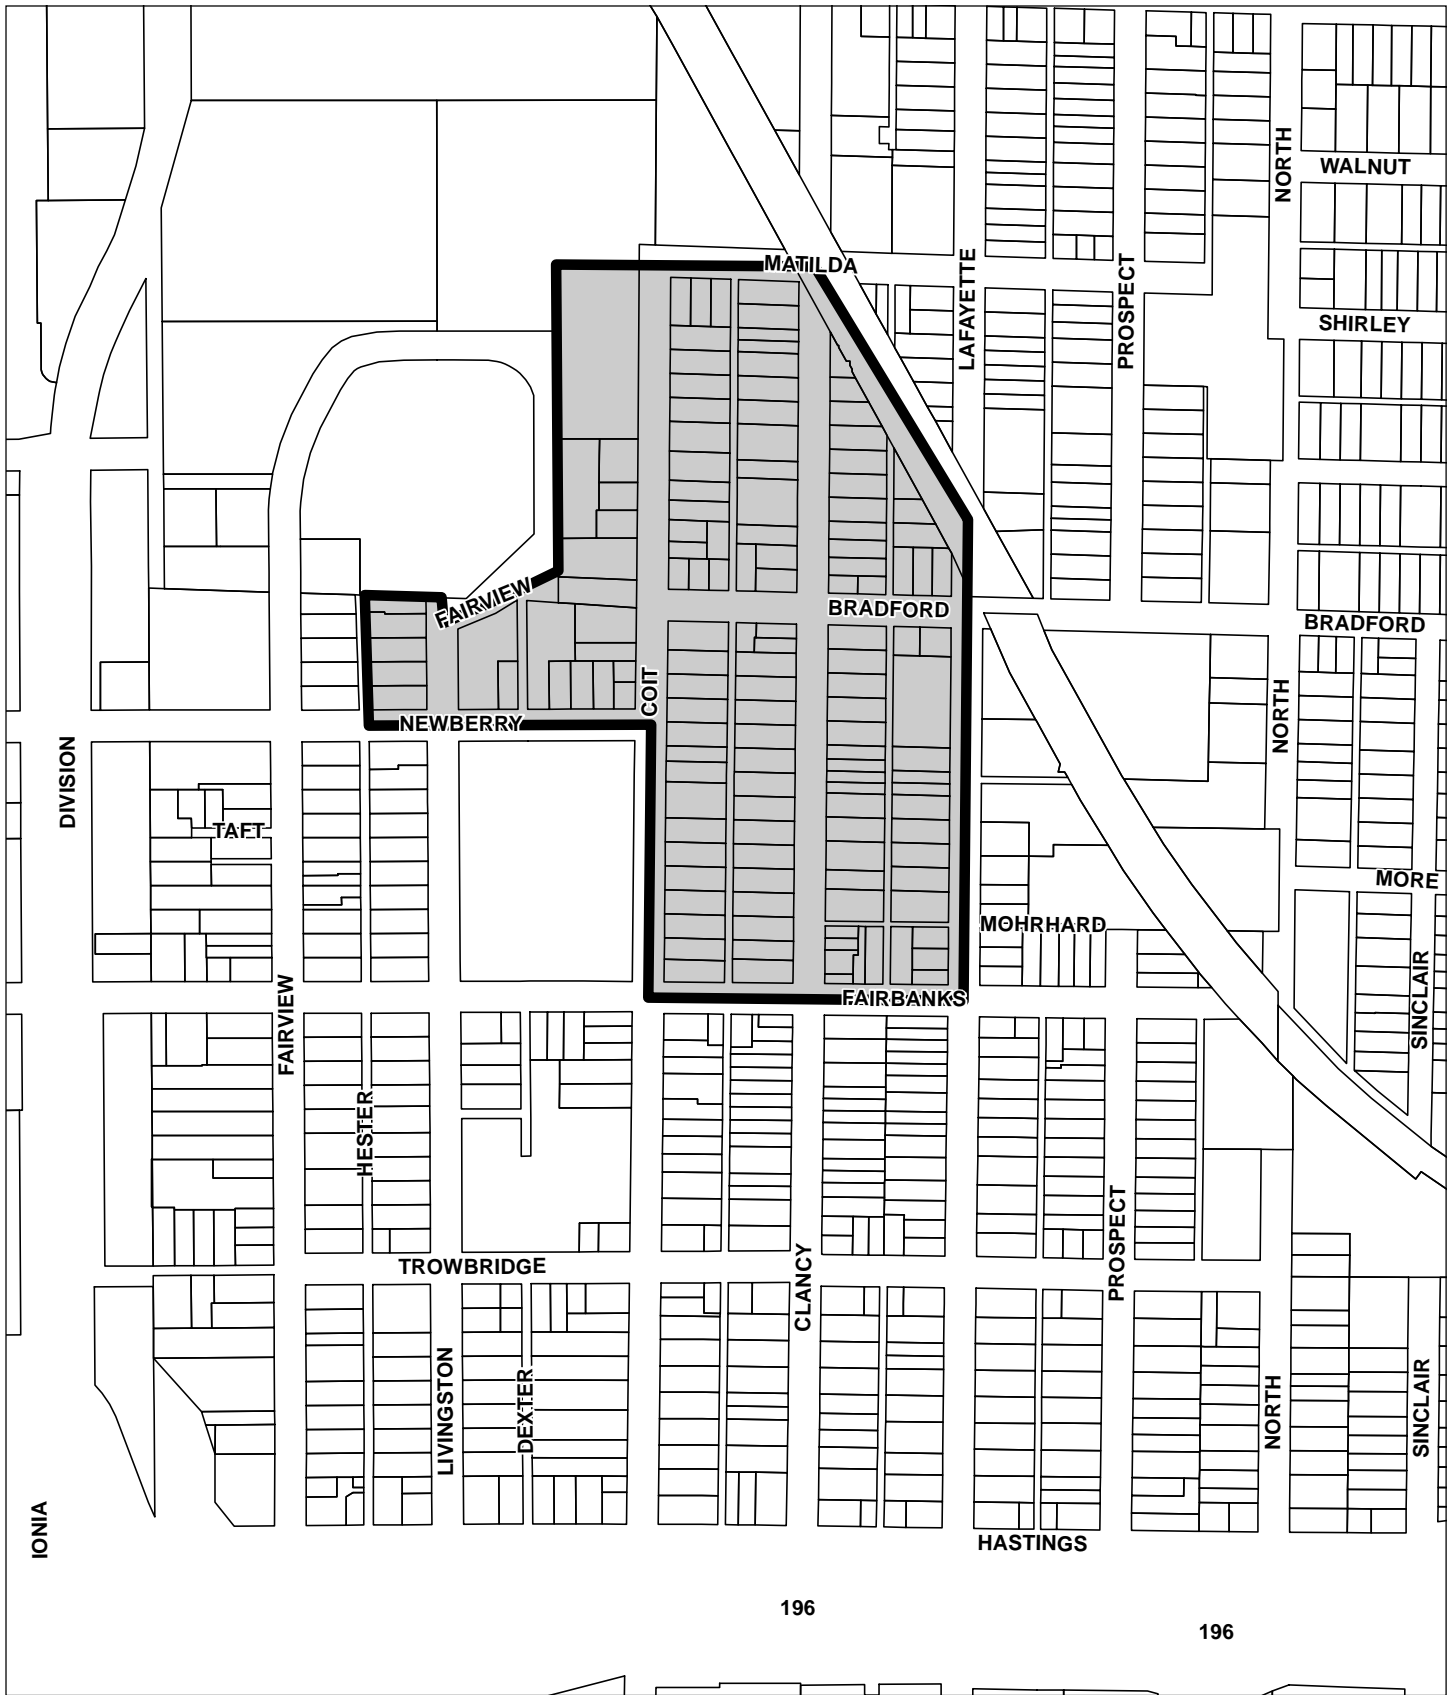 NORTH
WALNUT
LAFAYETTE
PROSPECT
MATILDA
SHIRLEY
FAIRVIEW
BRADFORD
BRADFORD
COIT
NORTH
NEWBERRY
DIVISION
TAFT
MORE
MOHRHARD
SINCLAIR
FAIRVIEW
FAIRBANKS
HESTER
PROSPECT
TROWBRIDGE
CLANCY
LIVINGSTON
DEXTER
NORTH
SINCLAIR
IONIA
HASTINGS
196
196